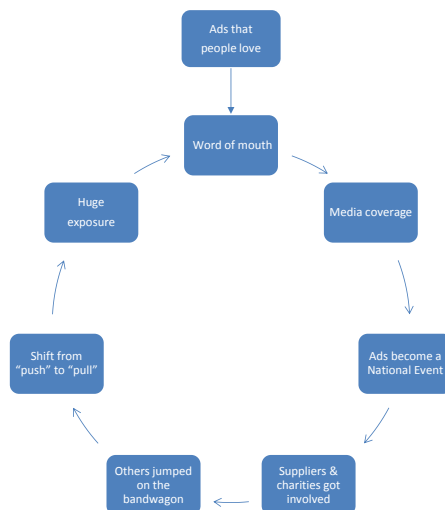 Ads that
people love
Word of mouth
Media coverage
Ads become a
National Event
Suppliers &
charities got
involved
Others jumped
on the
bandwagon
Shift from
“push” to “pull”
Huge
exposure